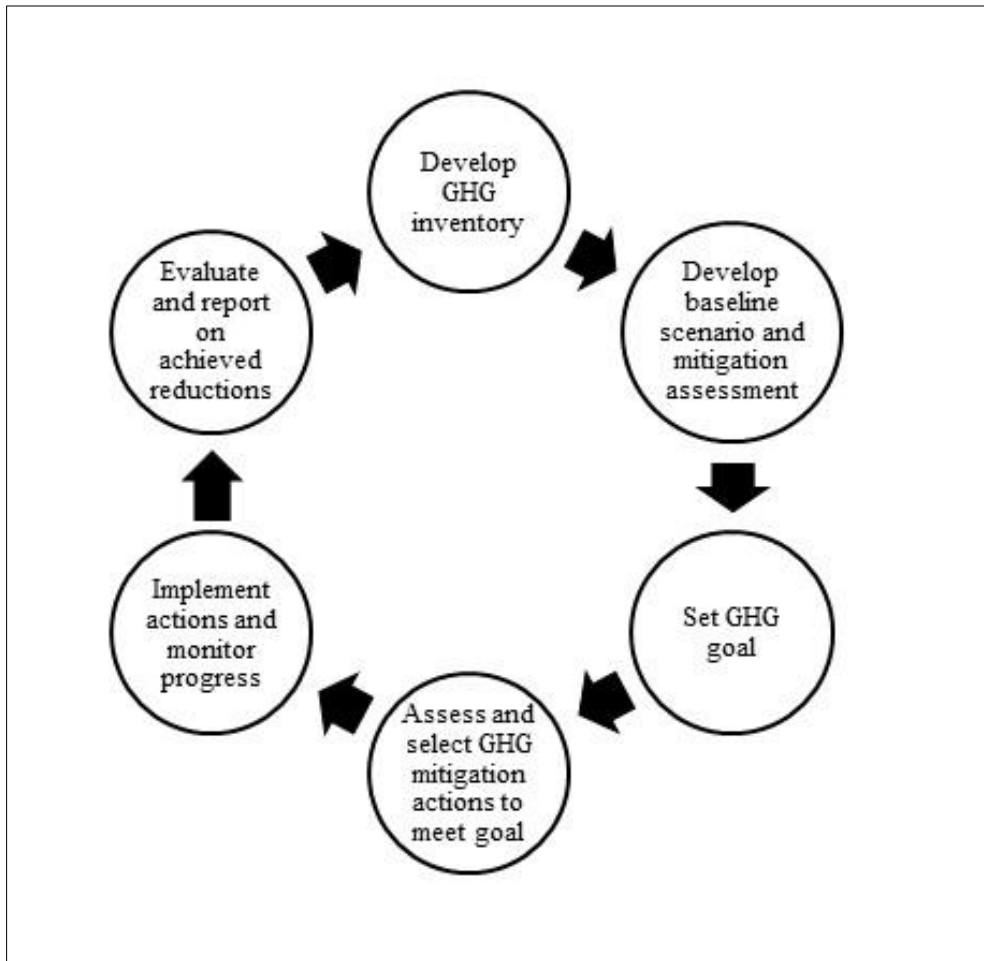 Develop
GHG
inventory
Develop
baseline
scenario and
mitigation
assessment
Set GHG
goal
Assess and
select GHG
mitigation
actions to
meet goal
Implement
actions and
monitor
progress
Evaluate
and report
on
achieved
reductions